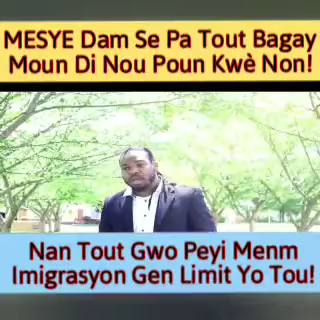 MESYE Dam Se Pa Tout Bagay
Moun Di Nou Poun Kwè Non!
Nan Tout Gwo Peyi Menm
Imigrasyon Gen Limit Yo Tou!